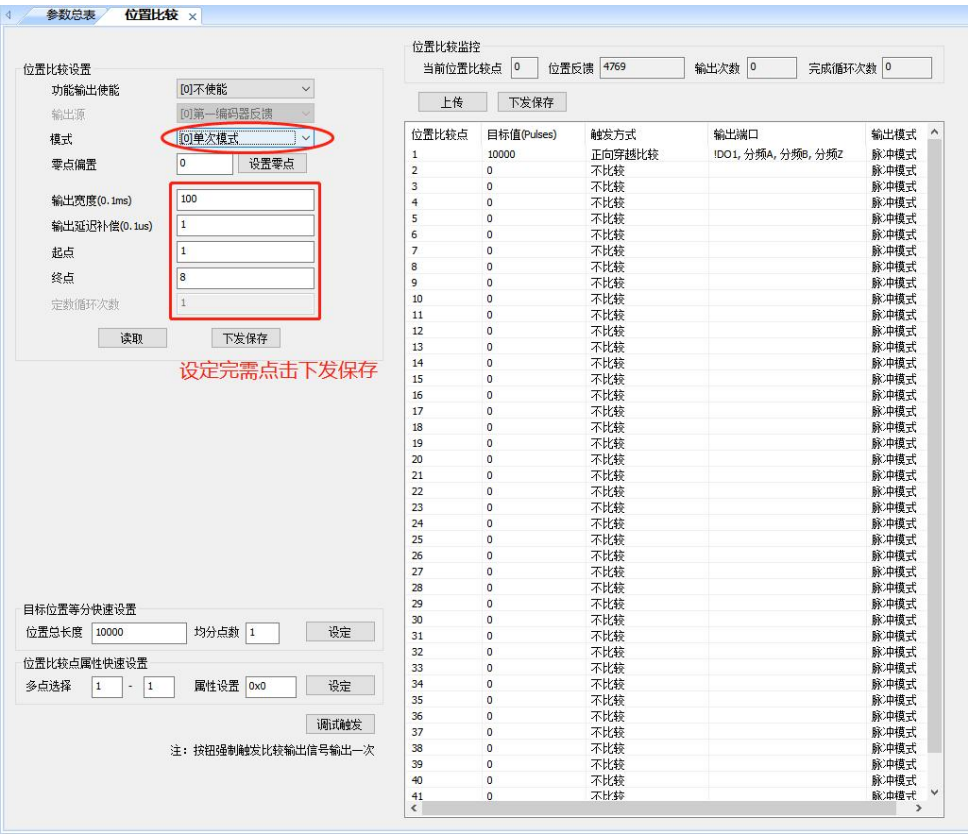 参数总表 位置比较 ×
位置比较设置
功能输出使能 [0]不使能
输出源 [0]第一编码器反馈
模式 [0]单次模式
零点偏置 0 设置零点
输出宽度(0.1ms) 100
输出延迟补偿(0.1us) 1
起点 1
终点 8
定数循环次数 1
读取 下发保存
设定完需点击下发保存
目标位置等分快速设置
位置总长度 10000 均分点数 1 设定
位置比较点属性快速设置
多点选择 1 - 1 属性设置 0x0 设定
调试触发
注：按钮强制触发比较输出信号输出一次
位置比较监控
当前位置比较点 0 位置反馈 4769 输出次数 0 完成循环次数 0
上传 下发保存
位置比较点 目标值(Pulses) 触发方式 输出端口 输出模式
1 10000 正向穿越比较 !DO1, 分频A, 分频B, 分频Z 脉冲模式
2 0 不比较 脉冲模式
3 0 不比较 脉冲模式
4 0 不比较 脉冲模式
5 0 不比较 脉冲模式
6 0 不比较 脉冲模式
7 0 不比较 脉冲模式
8 0 不比较 脉冲模式
9 0 不比较 脉冲模式
10 0 不比较 脉冲模式
11 0 不比较 脉冲模式
12 0 不比较 脉冲模式
13 0 不比较 脉冲模式
14 0 不比较 脉冲模式
15 0 不比较 脉冲模式
16 0 不比较 脉冲模式
17 0 不比较 脉冲模式
18 0 不比较 脉冲模式
19 0 不比较 脉冲模式
20 0 不比较 脉冲模式
21 0 不比较 脉冲模式
22 0 不比较 脉冲模式
23 0 不比较 脉冲模式
24 0 不比较 脉冲模式
25 0 不比较 脉冲模式
26 0 不比较 脉冲模式
27 0 不比较 脉冲模式
28 0 不比较 脉冲模式
29 0 不比较 脉冲模式
30 0 不比较 脉冲模式
31 0 不比较 脉冲模式
32 0 不比较 脉冲模式
33 0 不比较 脉冲模式
34 0 不比较 脉冲模式
35 0 不比较 脉冲模式
36 0 不比较 脉冲模式
37 0 不比较 脉冲模式
38 0 不比较 脉冲模式
39 0 不比较 脉冲模式
40 0 不比较 脉冲模式
41 0 不比较 脉冲模式